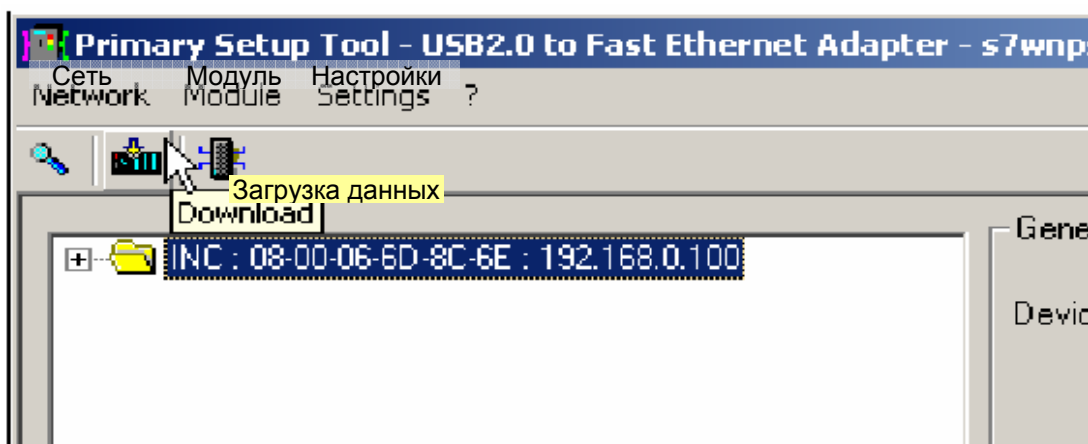 Primary Setup Tool - USB2.0 to Fast Ethernet Adapter - s7wnp
Сеть Модуль Настройки
Network Module Settings ?
Загрузка данных
Download
INC : 08-00-06-6D-8C-6E : 192.168.0.100
Gene
Devic